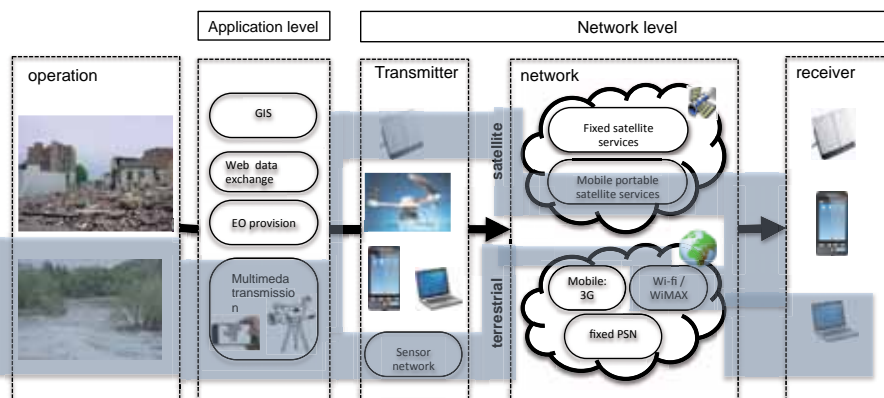 Application level
Network level
operation
Transmitter
network
receiver
GIS
Web data
exchange
EO provision
Multimeda
transmissio
n
Sensor
network
satellite
terrestrial
Fixed satellite
services
Mobile portable
satellite services
Mobile:
3G
Wi-fi /
WiMAX
fixed PSN